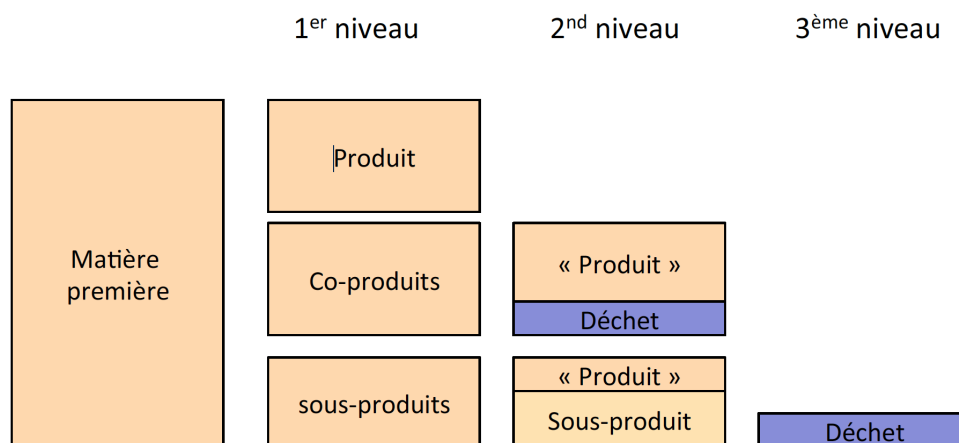 1er niveau
2nd niveau
3ème niveau
Produit
Matière
première
Co-produits
« Produit »
Déchet
sous-produits
« Produit »
Sous-produit
Déchet